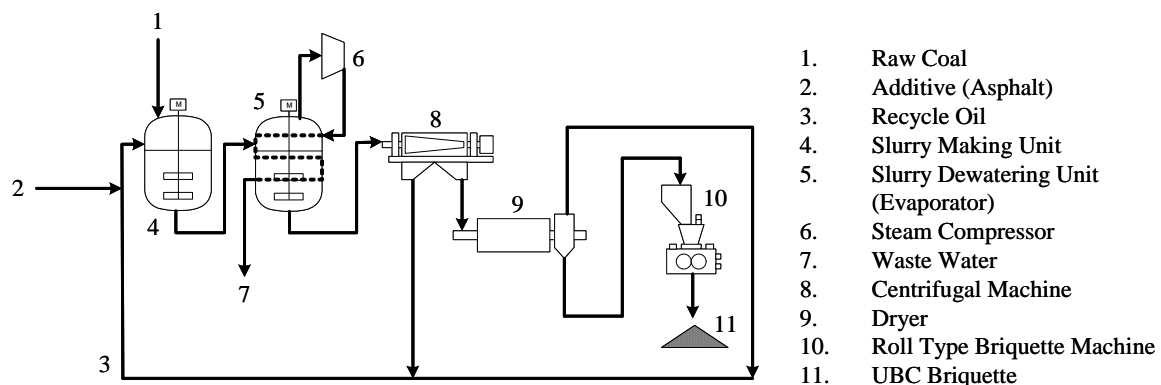 1
2
3
4
M
5
M
6
7
8
9
10
11
1. Raw Coal
2. Additive (Asphalt)
3. Recycle Oil
4. Slurry Making Unit
5. Slurry Dewatering Unit
(Evaporator)
6. Steam Compressor
7. Waste Water
8. Centrifugal Machine
9. Dryer
10. Roll Type Briquette Machine
11. UBC Briquette